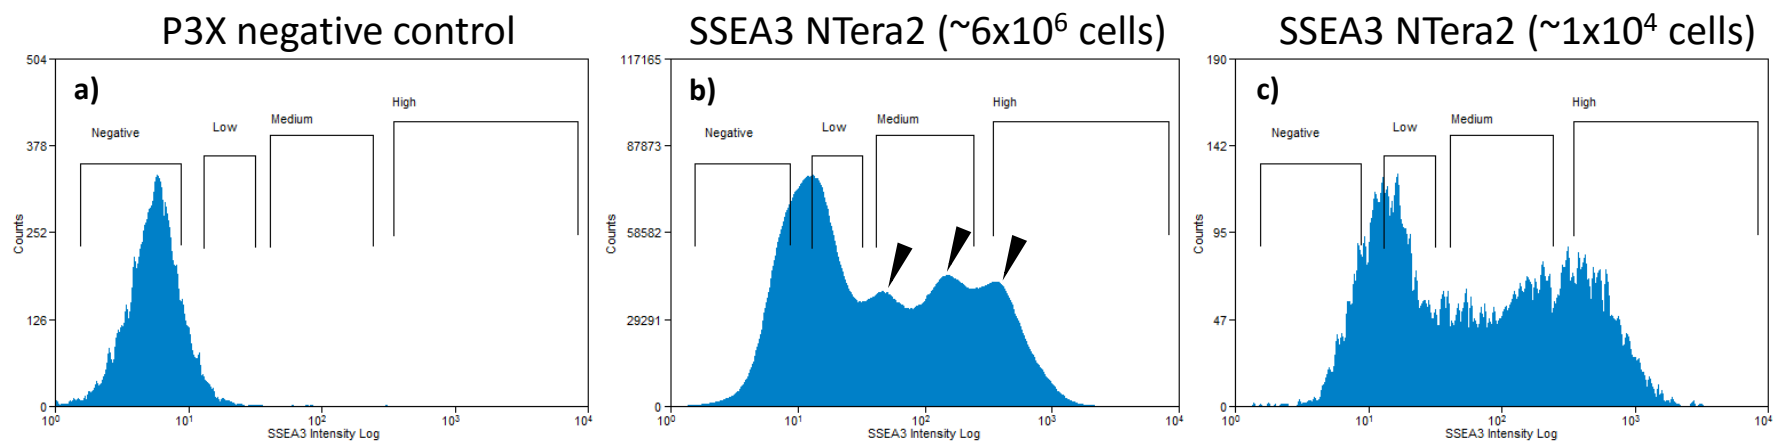 P3X negative control
504
a)
High
Low
Medium
Negative
378
Counts
252
126
0
10⁰
10¹
10²
10³
10⁴
SSEA3 Intensity Log
SSEA3 NTera2 (~6x10⁶ cells)
117165
b)
High
Low
Medium
Negative
87873
Counts
58582
29291
0
10⁰
10¹
10²
10³
10⁴
SSEA3 Intensity Log
SSEA3 NTera2 (~1x10⁴ cells)
190
c)
High
Low
Medium
Negative
142
Counts
95
47
0
10⁰
10¹
10²
10³
10⁴
SSEA3 Intensity Log